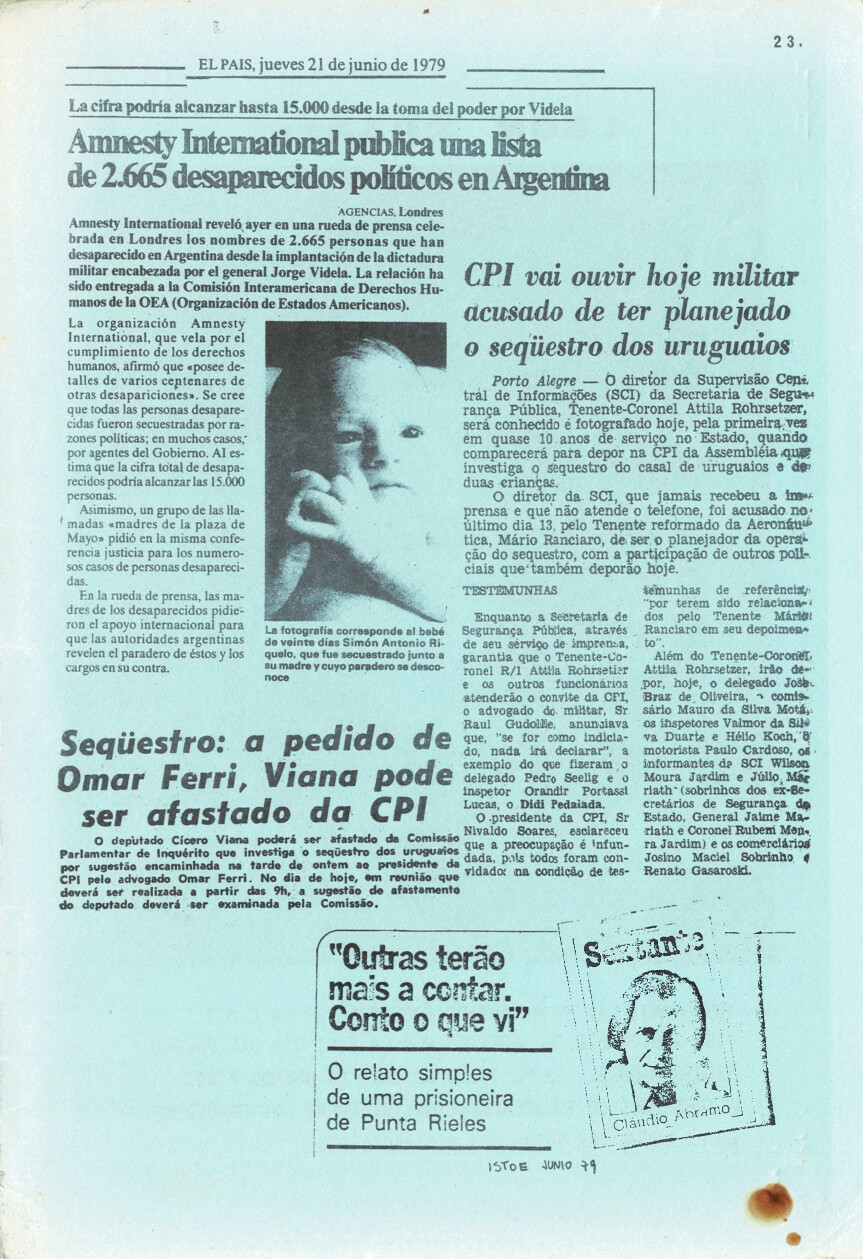 23.
EL PAIS, jueves 21 de junio de 1979
La cifra podría alcanzar hasta 15.000 desde la toma del poder por Videla
Amnesty International publica una lista
de 2.665 desaparecidos políticos en Argentina
AGENCIAS, Londres
Amnesty International reveló ayer en una rueda de prensa cele-
brada en Londres los nombres de 2.665 personas que han
desaparecido en Argentina desde la implantación de la dictadura
militar encabezada por el general Jorge Videla. La relación ha
sido entregada a la Comisión Interamericana de Derechos Hu-
manos de la OEA (Organización de Estados Americanos).
La organización Amnesty
International, que vela por el
cumplimiento de los derechos
humanos, afirmó que «posee de-
talles de varios centenares de
otras desapariciones». Se cree
que todas las personas desapare-
cidas fueron secuestradas por ra-
zones políticas; en muchos casos,
por agentes del Gobierno. AI es-
tima que la cifra total de desapa-
recidos podría alcanzar las 15.000
personas.
Asimismo, un grupo de las lla-
madas «madres de la plaza de
Mayo» pidió en la misma con-
ferencia justicia para los numero-
sos casos de personas desapareci-
das.
En la rueda de prensa, las ma-
dres de los desaparecidos pidie-
ron el apoyo internacional para
que las autoridades argentinas
revelen el paradero de éstos y los
cargos en su contra.
La fotografía corresponde al bebé
de veinte días Simón Antonio Ri-
quelo, que fue secuestrado junto a
su madre y cuyo paradero se desco-
noce
CPI vai ouvir hoje militar
acusado de ter planejado
o seqüestro dos uruguaios
Porto Alegre — O diretor da Supervisão Cen-
tral de Informações (SCI) da Secretaria de Segu-
rança Pública, Tenente-Coronel Attila Rohrsetzer,
será conhecido é fotografado hoje, pela primeira vez
em quase 10 anos de serviço no Estado, quando
comparecerá para depor na CPI da Assembléia que
investiga o sequestro do casal de uruguaios e de
duas crianças.
O diretor da SCI, que jamais recebeu a im-
prensa e que não atende o telefone, foi acusado no
último dia 13, pelo Tenente reformado da Aeronáu-
tica, Mário Ranciaro, de ser o planejador da opera-
ção do sequestro, com a participação de outros poli-
ciais que também deporão hoje.
TESTEMUNHAS
Enquanto a Secretaria de
Segurança Pública, através
de seu serviço de imprensa,
garantia que o Tenente-Co-
ronel R/1 Attila Rohrsetzer
e os outros funcionários
atenderão o convite da CPI,
o advogado do militar, Sr
Raul anunciava
que, "se for como indicia-
do, nada irá declarar", a
exemplo do que fizeram o
delegado Pedro Seelig e o
inspetor Orandir Portassi
Lucas, o Didi Pedalada.
O presidente da CPI, Sr
Nivaldo Soares, esclareceu
que a preocupação é infun-
dada, pois todos foram con-
vidados na condição de tes-
temunhas de referência,
"por terem sido relaciona-
dos pelo Tenente Mário
Ranciaro em seu depoimen-
to".
Além do Tenente-Coronel
Attila Rohrsetzer, irão de-
por, hoje, o delegado José
Braz de Oliveira, o comis-
sário Mauro da Silva Mota,
os inspetores Valmor da Sil-
va Duarte e Hélio Koch, o
motorista Paulo Cardoso, os
informantes de SCI Wilson
Moura Jardim e Júlio Mar-
riath (sobrinhos dos ex-Se-
cretários de Segurança do
Estado, General Jaime Ma-
riath e Coronel Rubem Mou-
ra Jardim) e os comerciários
Josino Maciel Sobrinho e
Renato Gasaroski.
Seqüestro: a pedido de
Omar Ferri, Viana pode
ser afastado da CPI
O deputado Cícero Viana poderá ser afastado da Comissão
Parlamentar de Inquérito que investiga o seqüestro dos uruguaios
por sugestão encaminhada na tarde de ontem ao presidente da
CPI pelo advogado Omar Ferri. No dia de hoje, em reunião que
deverá ser realizada a partir das 9h, a sugestão de afastamento
do deputado deverá ser examinada pela Comissão.
"Outras terão
mais a contar.
Conto o que vi"
O relato simples
de uma prisioneira
de Punta Rieles
Sextante
Cláudio Abramo
ISTOE JUNIO 79